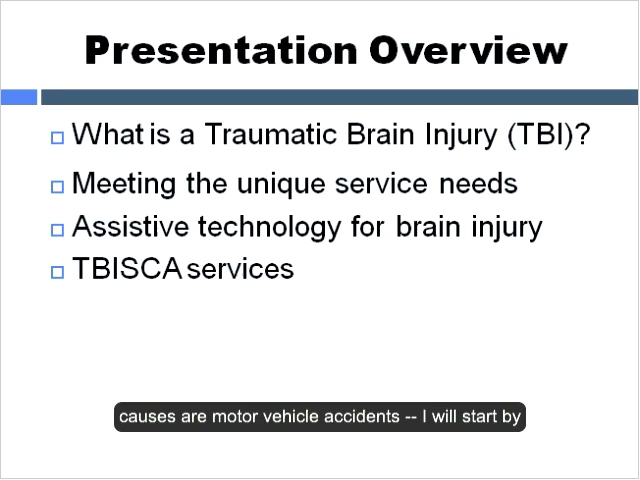 Presentation Overview
What is a Traumatic Brain Injury (TBI)?
Meeting the unique service needs
Assistive technology for brain injury
TBISCA services
causes are motor vehicle accidents -- I will start by